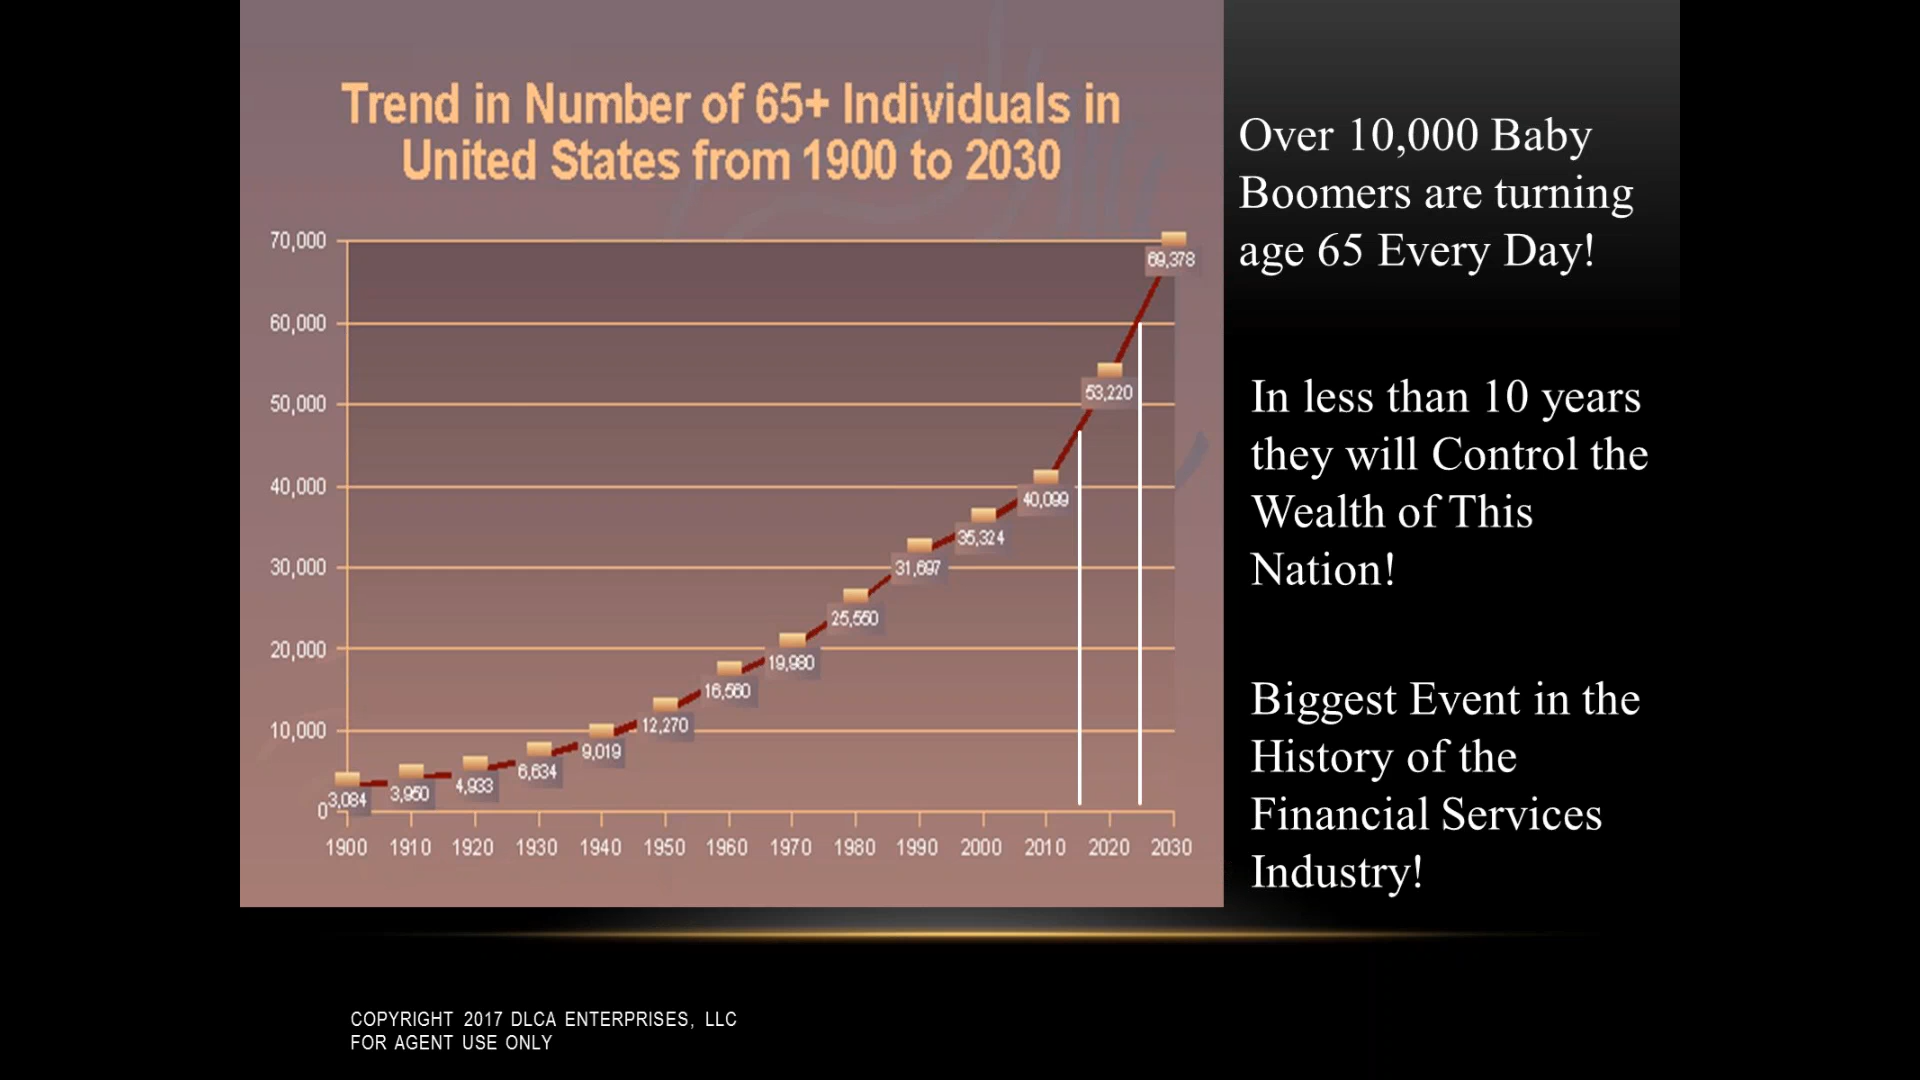 Trend in Number of 65+ Individuals in
United States from 1900 to 2030
70,000
60,000
50,000
40,000
30,000
20,000
10,000
0
3,084
3,950
4,933
6,634
9,019
12,270
16,560
19,980
25,550
31,697
35,324
40,099
53,220
69,378
1900 1910 1920 1930 1940 1950 1960 1970 1980 1990 2000 2010 2020 2030
Over 10,000 Baby
Boomers are turning
age 65 Every Day!
In less than 10 years
they will Control the
Wealth of This
Nation!
Biggest Event in the
History of the
Financial Services
Industry!
COPYRIGHT 2017 DLCA ENTERPRISES, LLC
FOR AGENT USE ONLY